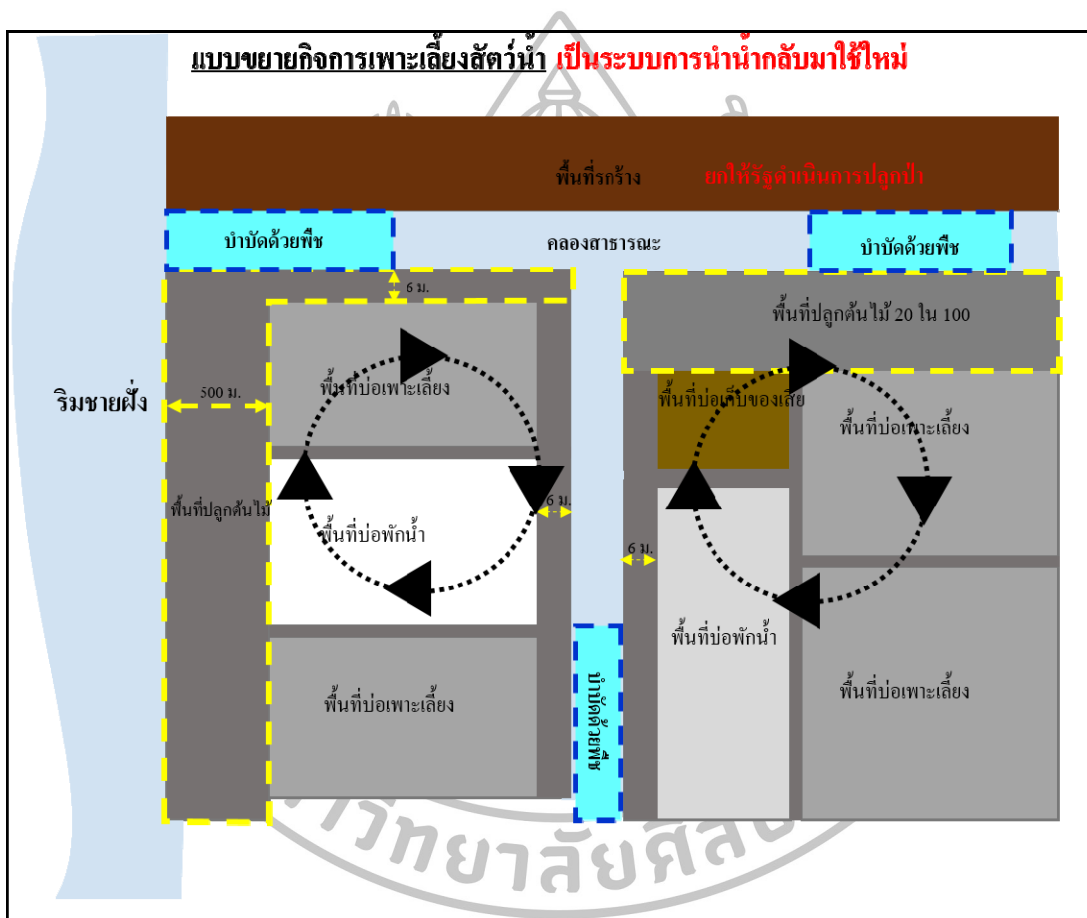 แบบขยายกิจการเพาะเลี้ยงสัตว์น้ำ เป็นระบบการนำน้ำกลับมาใช้ใหม่
พื้นที่รกร้าง ยกให้รัฐดำเนินการปลูกป่า
บำบัดด้วยพืช คลองสาธารณะ บำบัดด้วยพืช
6 ม.
พื้นที่ปลูกต้นไม้ 20 ใน 100
ริมชายฝั่ง
500 ม.
พื้นที่บ่อเพาะเลี้ยง
พื้นที่บ่อเก็บของเสีย
พื้นที่บ่อเพาะเลี้ยง
พื้นที่ปลูกต้นไม้
พื้นที่บ่อพักน้ำ
6 ม.
6 ม.
พื้นที่บ่อพักน้ำ
พื้นที่บ่อเพาะเลี้ยง
บำบัดด้วยพืช
พื้นที่บ่อเพาะเลี้ยง